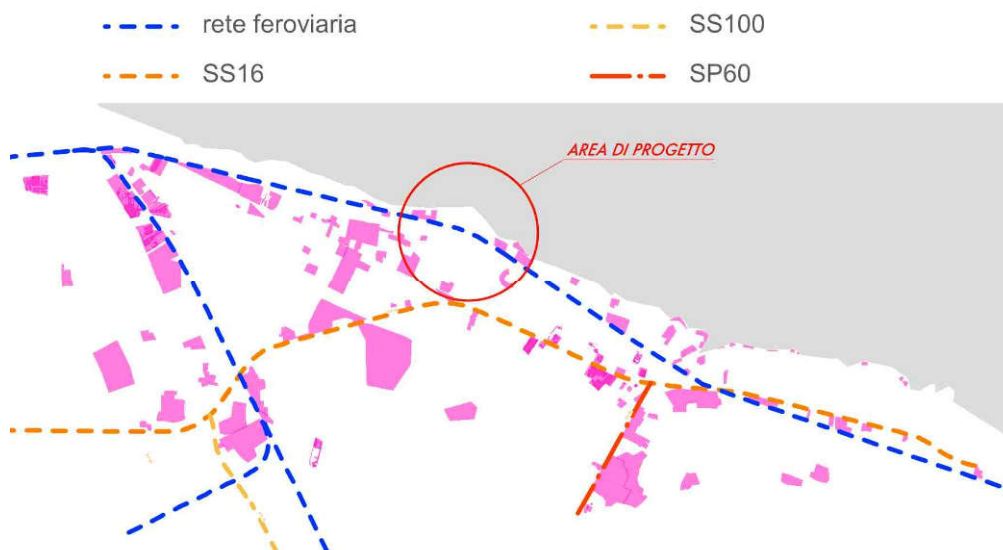 rete feroviaria
SS100
SS16
SP60
AREA DI PROGETTO